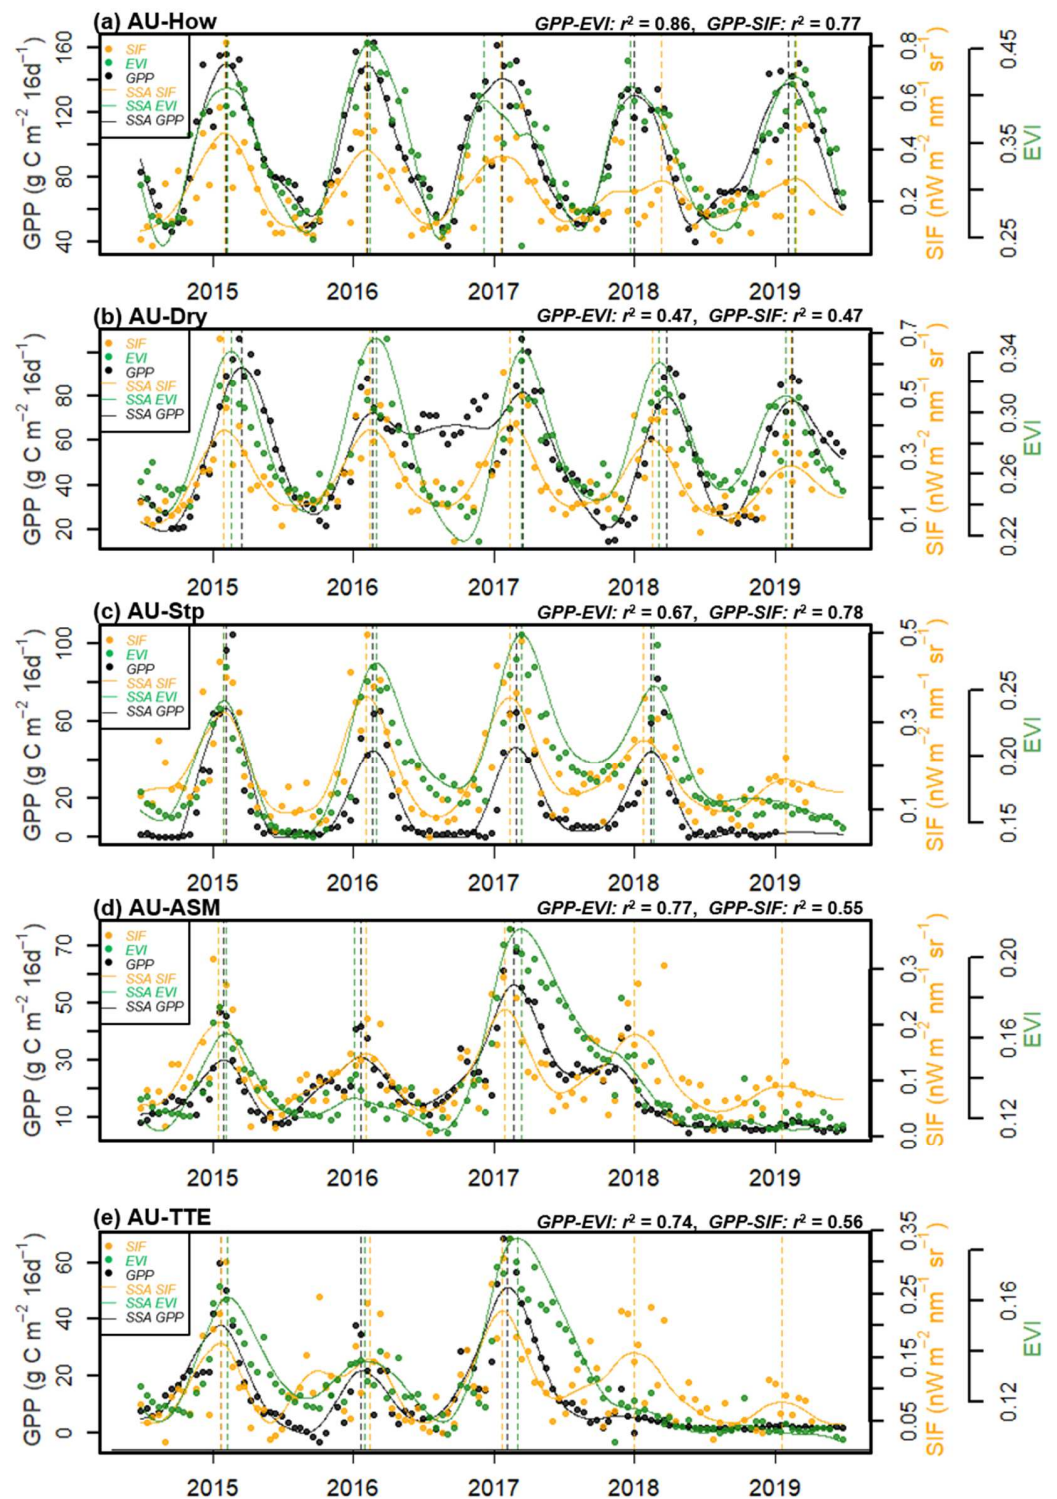 (a) AU-How
GPP-EVI: r² = 0.86, GPP-SIF: r² = 0.77
SIF
EVI
GPP
SSA SIF
SSA EVI
SSA GPP
GPP (g C m⁻² 16d⁻¹)
160
120
80
40
0.8
0.6
0.4
0.2
SIF (nW m⁻² nm⁻¹ sr⁻¹)
0.45
0.35
0.25
EVI
2015 2016 2017 2018 2019
(b) AU-Dry
GPP-EVI: r² = 0.47, GPP-SIF: r² = 0.47
SIF
EVI
GPP
SSA SIF
SSA EVI
SSA GPP
GPP (g C m⁻² 16d⁻¹)
80
60
40
20
0.7
0.5
0.3
0.1
SIF (nW m⁻² nm⁻¹ sr⁻¹)
0.34
0.30
0.26
0.22
EVI
2015 2016 2017 2018 2019
(c) AU-Stp
GPP-EVI: r² = 0.67, GPP-SIF: r² = 0.78
SIF
EVI
GPP
SSA SIF
SSA EVI
SSA GPP
GPP (g C m⁻² 16d⁻¹)
100
60
20
0
0.5
0.3
0.1
SIF (nW m⁻² nm⁻¹ sr⁻¹)
0.25
0.20
0.15
EVI
2015 2016 2017 2018 2019
(d) AU-ASM
GPP-EVI: r² = 0.77, GPP-SIF: r² = 0.55
SIF
EVI
GPP
SSA SIF
SSA EVI
SSA GPP
GPP (g C m⁻² 16d⁻¹)
70
50
30
10
0.3
0.2
0.1
0.0
SIF (nW m⁻² nm⁻¹ sr⁻¹)
0.20
0.16
0.12
EVI
2015 2016 2017 2018 2019
(e) AU-TTE
GPP-EVI: r² = 0.74, GPP-SIF: r² = 0.56
SIF
EVI
GPP
SSA SIF
SSA EVI
SSA GPP
GPP (g C m⁻² 16d⁻¹)
60
40
20
0
0.35
0.25
0.15
0.05
SIF (nW m⁻² nm⁻¹ sr⁻¹)
0.16
0.12
EVI
2015 2016 2017 2018 2019